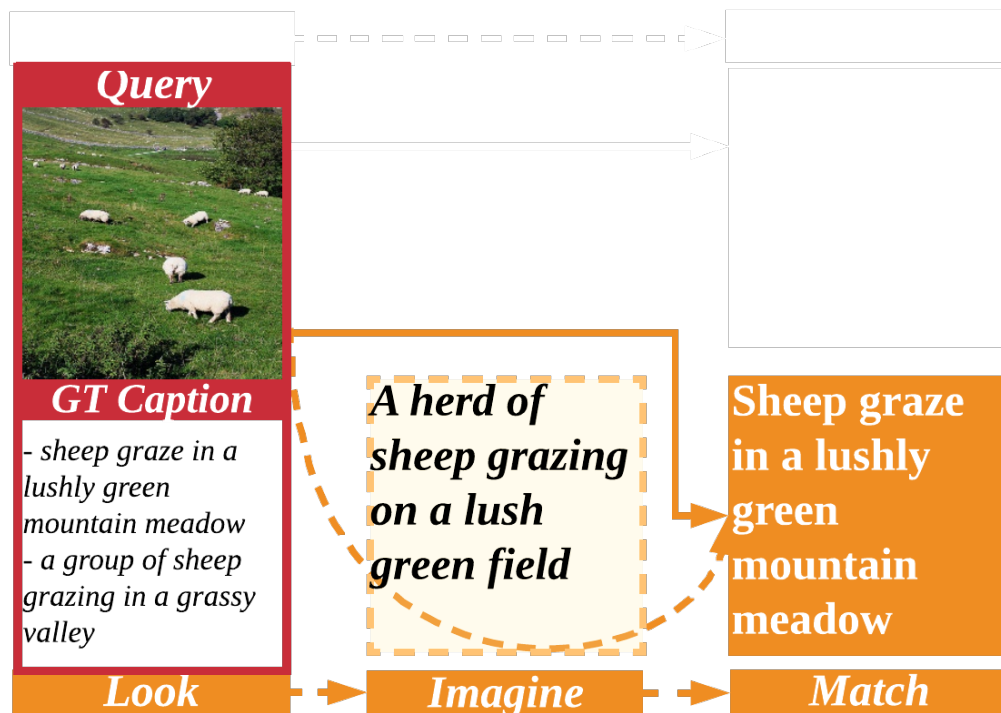 Query
GT Caption
- sheep graze in a
lushly green
mountain meadow
- a group of sheep
grazing in a grassy
valley
A herd of
sheep grazing
on a lush
green field
Sheep graze
in a lushly
green
mountain
meadow
Look
Imagine
Match